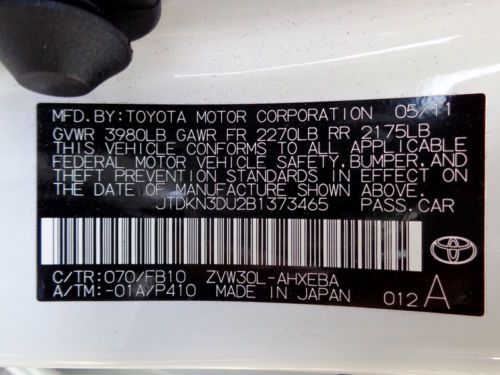 MFD.BY:TOYOTA MOTOR CORPORATION 05/11
GVWR 3980LB GAWR FR 2270LB RR 2175LB
THIS VEHICLE CONFORMS TO ALL APPLICABLE
FEDERAL MOTOR VEHICLE SAFETY, BUMPER, AND
THEFT PREVENTION STANDARDS IN EFFECT ON
THE DATE OF MANUFACTURE SHOWN ABOVE.
JTDKN3DU2B1373465 PASS.CAR
C/TR:070/FB10 ZVW30L-AHXEBA
A/TM:-01A/P410 MADE IN JAPAN 012 A